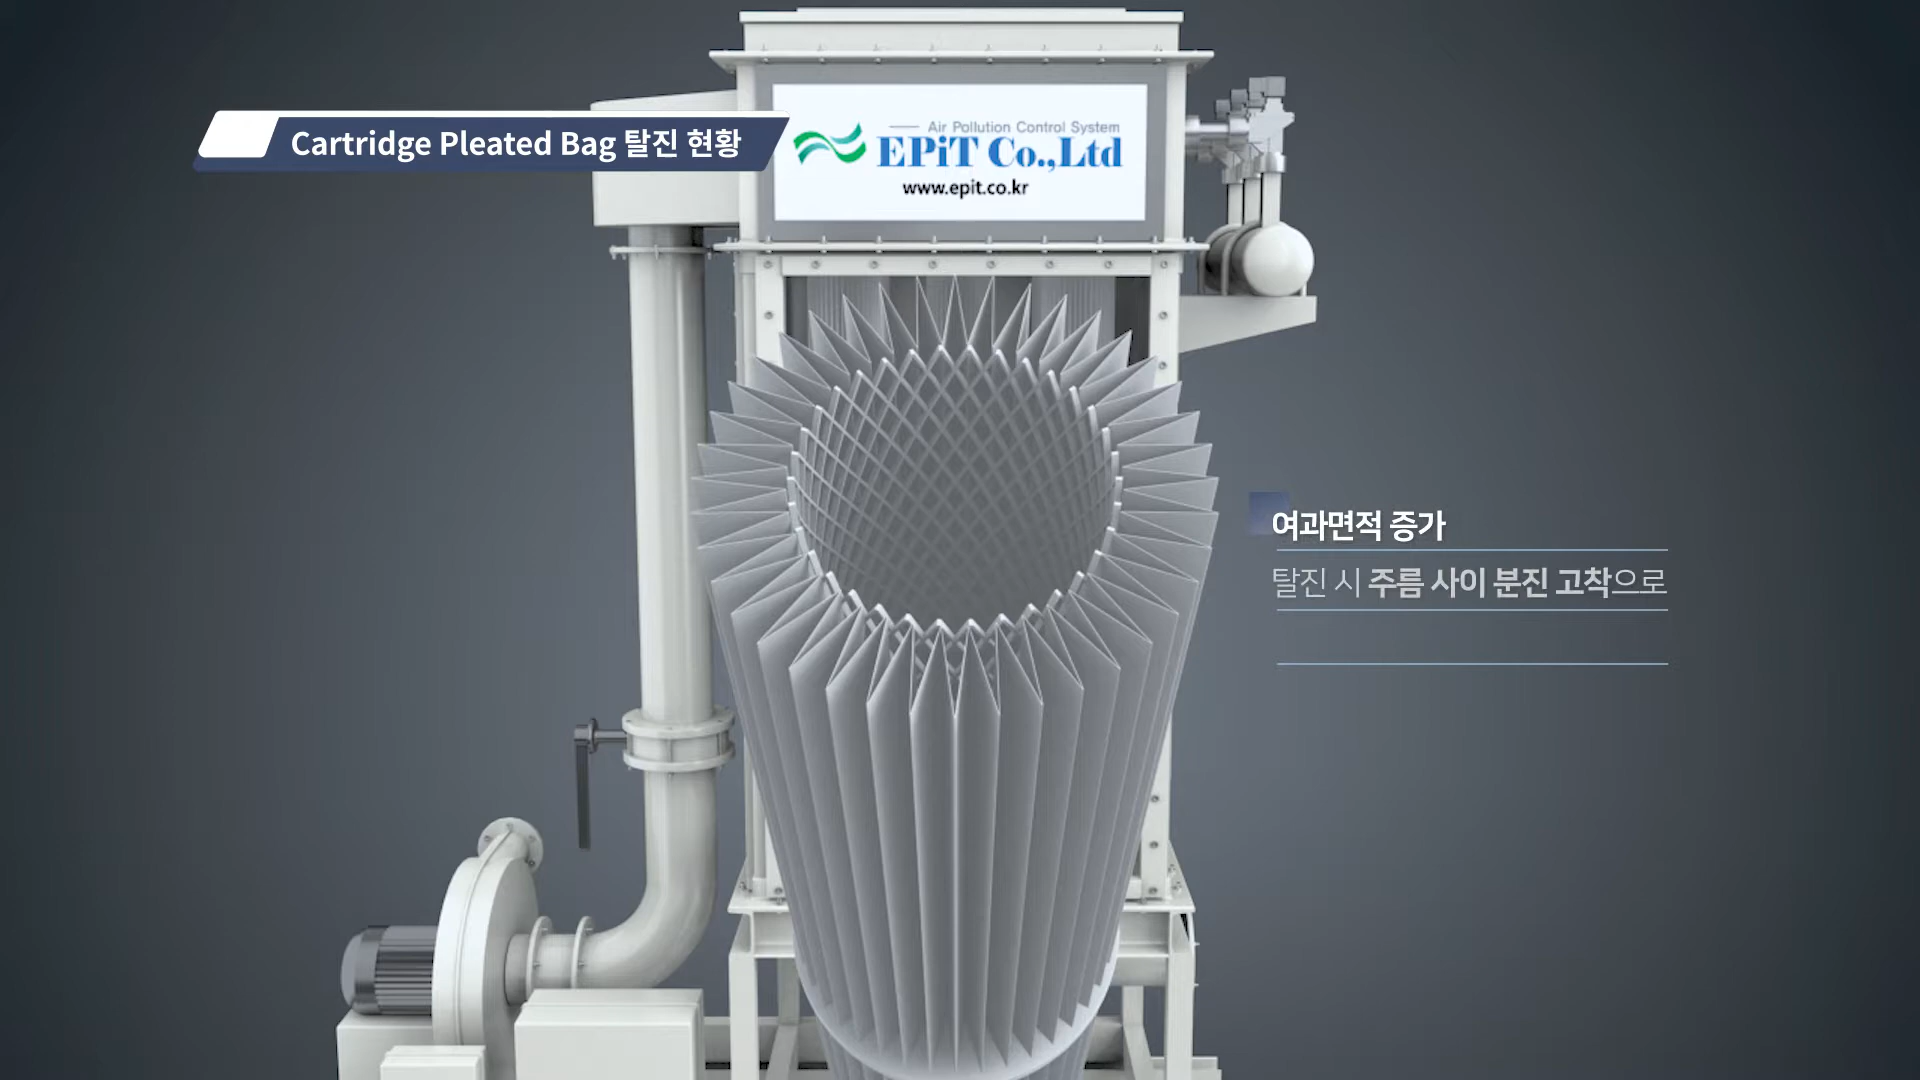 Cartridge Pleated Bag 탈진 현황
Air Pollution Control System
EPiT Co.,Ltd
www.epit.co.kr
여과면적 증가
탈진 시 주름 사이 분진 고착으로